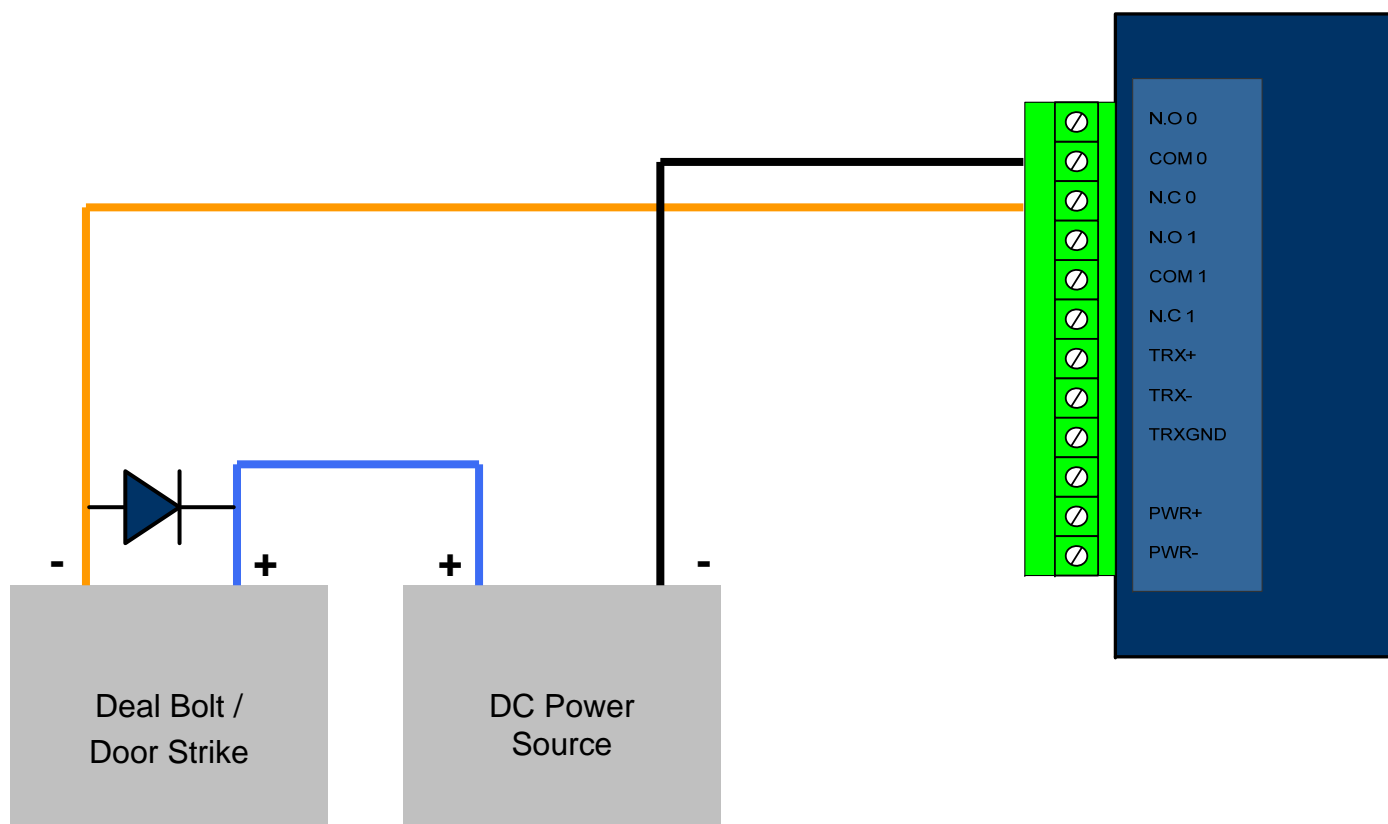 N.O 0
COM 0
N.C 0
N.O 1
COM 1
N.C 1
TRX+
TRX-
TRXGND
PWR+
PWR-
- + + -
Deal Bolt /
Door Strike
DC Power
Source